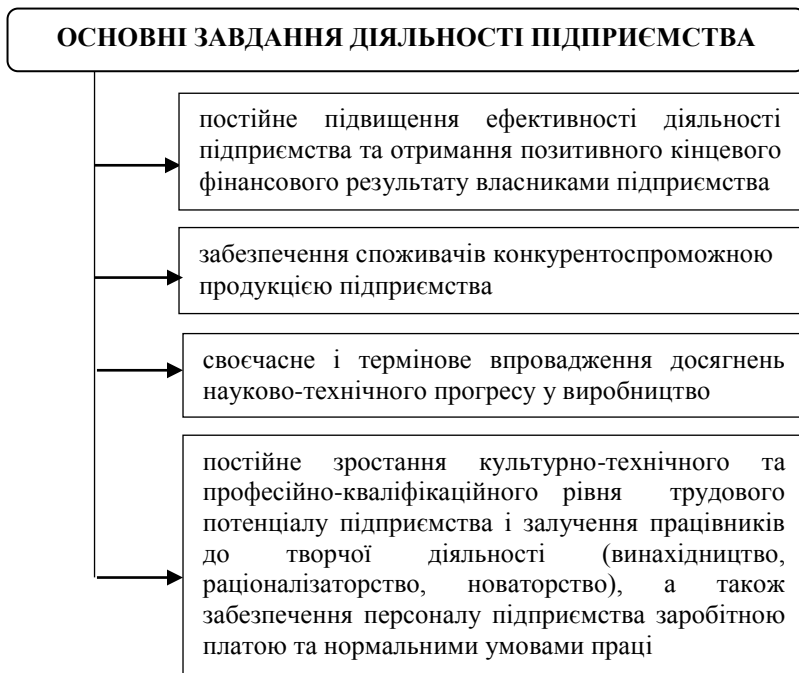 ОСНОВНІ ЗАВДАННЯ ДІЯЛЬНОСТІ ПІДПРИЄМСТВА
постійне підвищення ефективності діяльності
підприємства та отримання позитивного кінцевого
фінансового результату власниками підприємства
забезпечення споживачів конкурентоспроможною
продукцією підприємства
своєчасне і термінове впровадження досягнень
науково-технічного прогресу у виробництво
постійне зростання культурно-технічного та
професійно-кваліфікаційного рівня трудового
потенціалу підприємства і залучення працівників
до творчої діяльності (винахідництво,
раціоналізаторство, новаторство), а також
забезпечення персоналу підприємства заробітною
платою та нормальними умовами праці